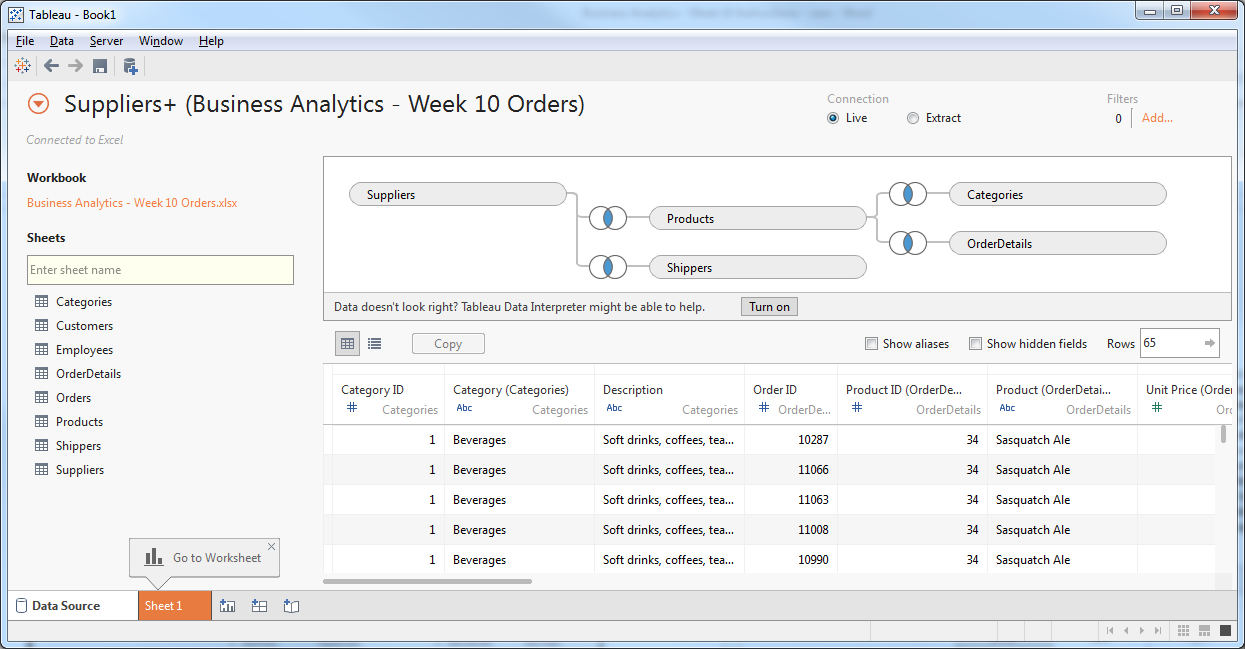 Tableau - Book1
File Data Server Window Help
Suppliers+ (Business Analytics - Week 10 Orders)
Connection
Live Extract
Filters
0 Add...
Connected to Excel
Workbook
Business Analytics - Week 10 Orders.xlsx
Sheets
Enter sheet name
Categories
Customers
Employees
OrderDetails
Orders
Products
Shippers
Suppliers
Suppliers
Products
Shippers
Categories
OrderDetails
Data doesn't look right? Tableau Data Interpreter might be able to help. Turn on
Copy Show aliases Show hidden fields Rows 65
Category ID Category (Categories) Description Order ID Product ID (OrderDe... Product (OrderDetai... Unit Price (Order
# Categories Abc Categories Abc Categories # OrderDe... # OrderDetails Abc OrderDetails # Orc
1 Beverages Soft drinks, coffees, tea... 10287 34 Sasquatch Ale
1 Beverages Soft drinks, coffees, tea... 11066 34 Sasquatch Ale
1 Beverages Soft drinks, coffees, tea... 11063 34 Sasquatch Ale
1 Beverages Soft drinks, coffees, tea... 11008 34 Sasquatch Ale
1 Beverages Soft drinks, coffees, tea... 10990 34 Sasquatch Ale
Go to Worksheet
Data Source Sheet 1